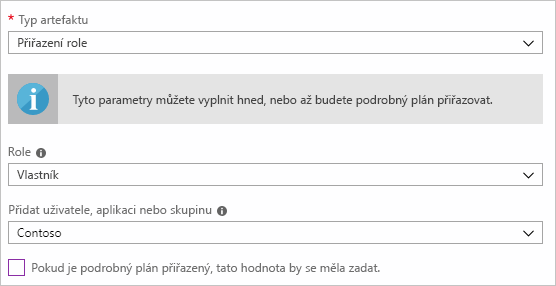 * Typ artefaktu
Přiřazení role
Tyto parametry můžete vyplnit hned, nebo až budete podrobný plán přiřazovat.
Role
Vlastník
Přidat uživatele, aplikaci nebo skupinu
Contoso
Pokud je podrobný plán přiřazený, tato hodnota by se měla zadat.